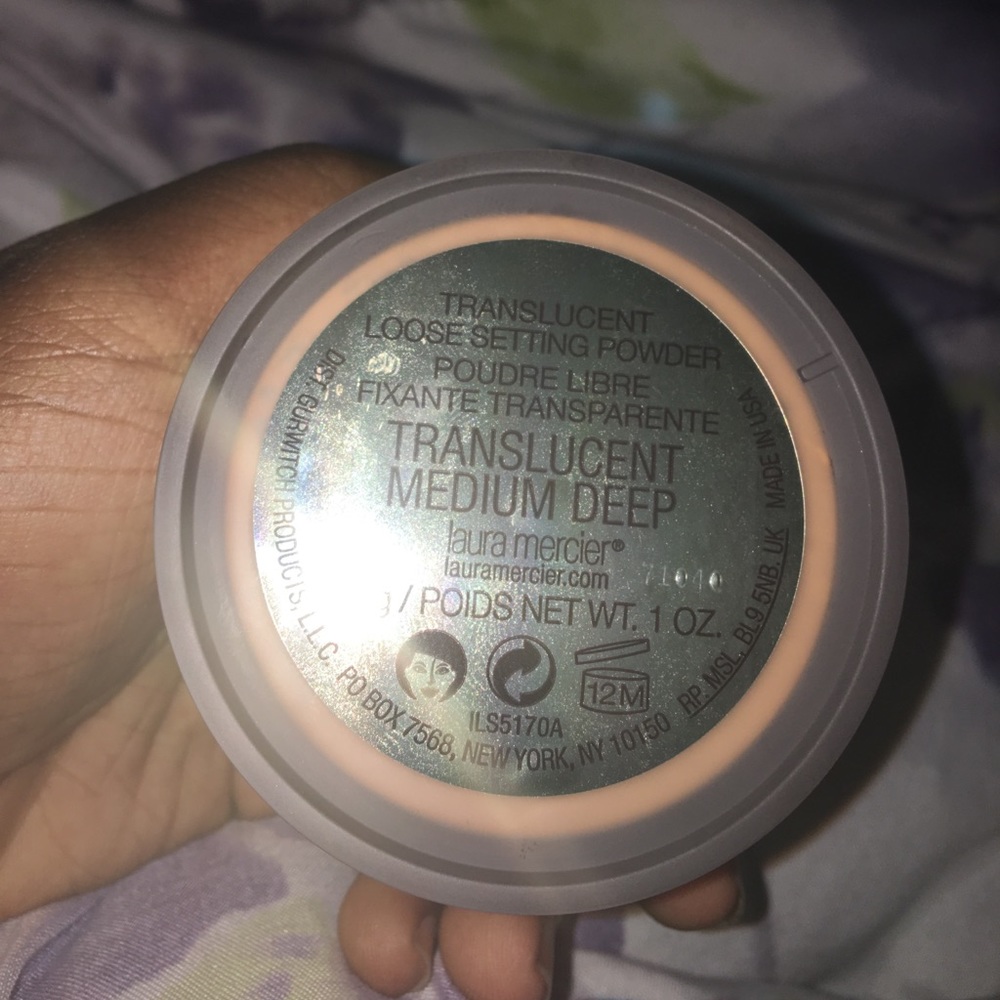 TRANSLUCENT
LOOSE SETTING POWDER
POUDRE LIBRE
FIXANTE TRANSPARENTE
TRANSLUCENT
MEDIUM DEEP
laura mercier®
lauramercier.com
71040
g / POIDS NET WT. 1 OZ.
12M
ILS5170A
DIST. GURWITCH PRODUCTS, L.L.C. PO BOX 7568, NEW YORK, NY 10150 RP. MSL. BL9 5NB. UK MADE IN USA